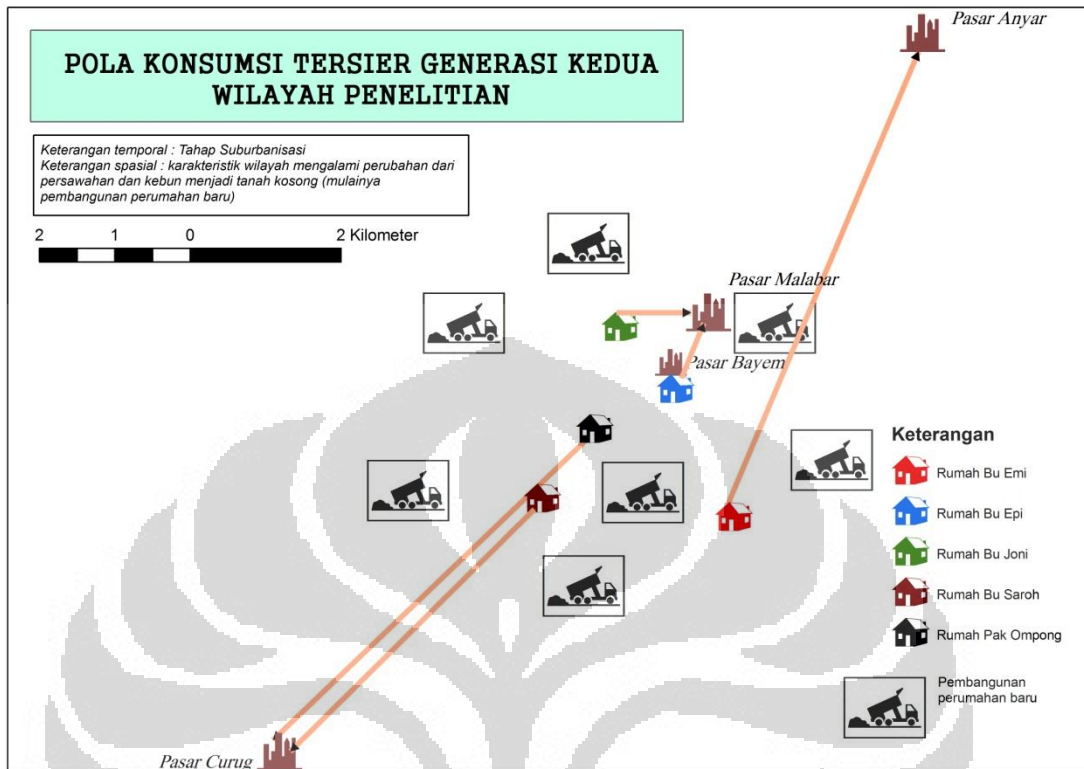 Pasar Anyar
POLA KONSUMSI TERSIER GENERASI KEDUA
WILAYAH PENELITIAN
Keterangan temporal : Tahap Suburbanisasi
Keterangan spasial : karakteristik wilayah mengalami perubahan dari
persawahan dan kebun menjadi tanah kosong (mulainya
pembangunan perumahan baru)
2 1 0 2 Kilometer
Pasar Malabar
Pasar Bayem
Keterangan
Rumah Bu Emi
Rumah Bu Epi
Rumah Bu Joni
Rumah Bu Saroh
Rumah Pak Ompong
Pembangunan
perumahan baru
Pasar Curug